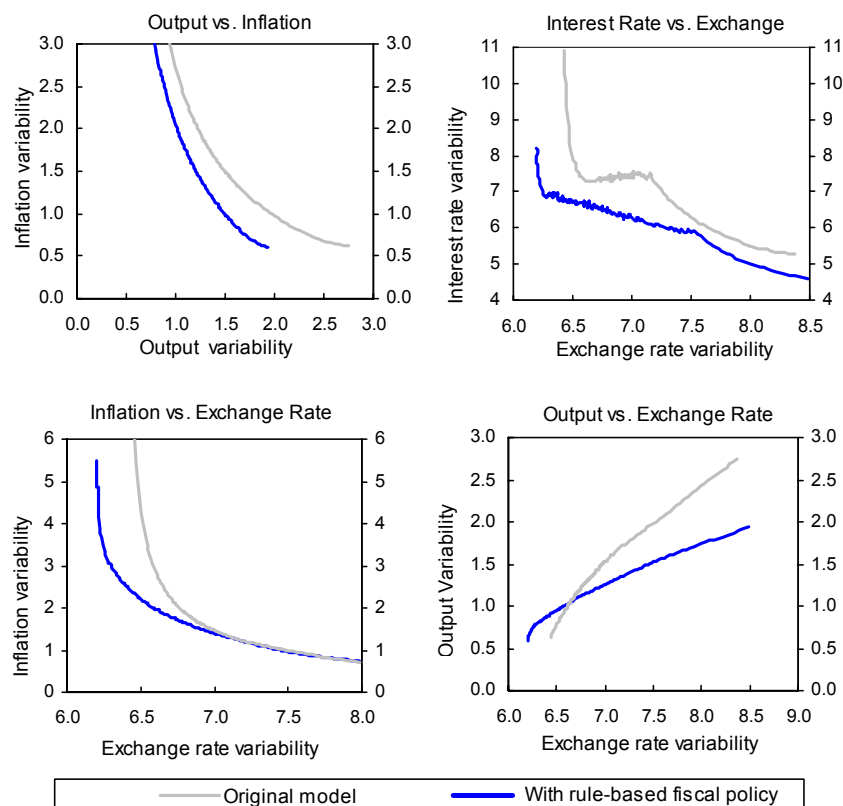 Output vs. Inflation
3.0 3.0
2.5 2.5
2.0 2.0
1.5 1.5
1.0 1.0
0.5 0.5
0.0 0.0
0.0 0.5 1.0 1.5 2.0 2.5 3.0
Inflation variability
Output variability
Interest Rate vs. Exchange
11 11
10 10
9 9
8 8
7 7
6 6
5 5
4 4
6.0 6.5 7.0 7.5 8.0 8.5
Interest rate variability
Exchange rate variability
Inflation vs. Exchange Rate
6 6
5 5
4 4
3 3
2 2
1 1
0 0
6.0 6.5 7.0 7.5 8.0
Inflation variability
Exchange rate variability
Output vs. Exchange Rate
3.0 3.0
2.5 2.5
2.0 2.0
1.5 1.5
1.0 1.0
0.5 0.5
0.0 0.0
6.0 6.5 7.0 7.5 8.0 8.5 9.0
Output Variability
Exchange rate variability
Original model With rule-based fiscal policy